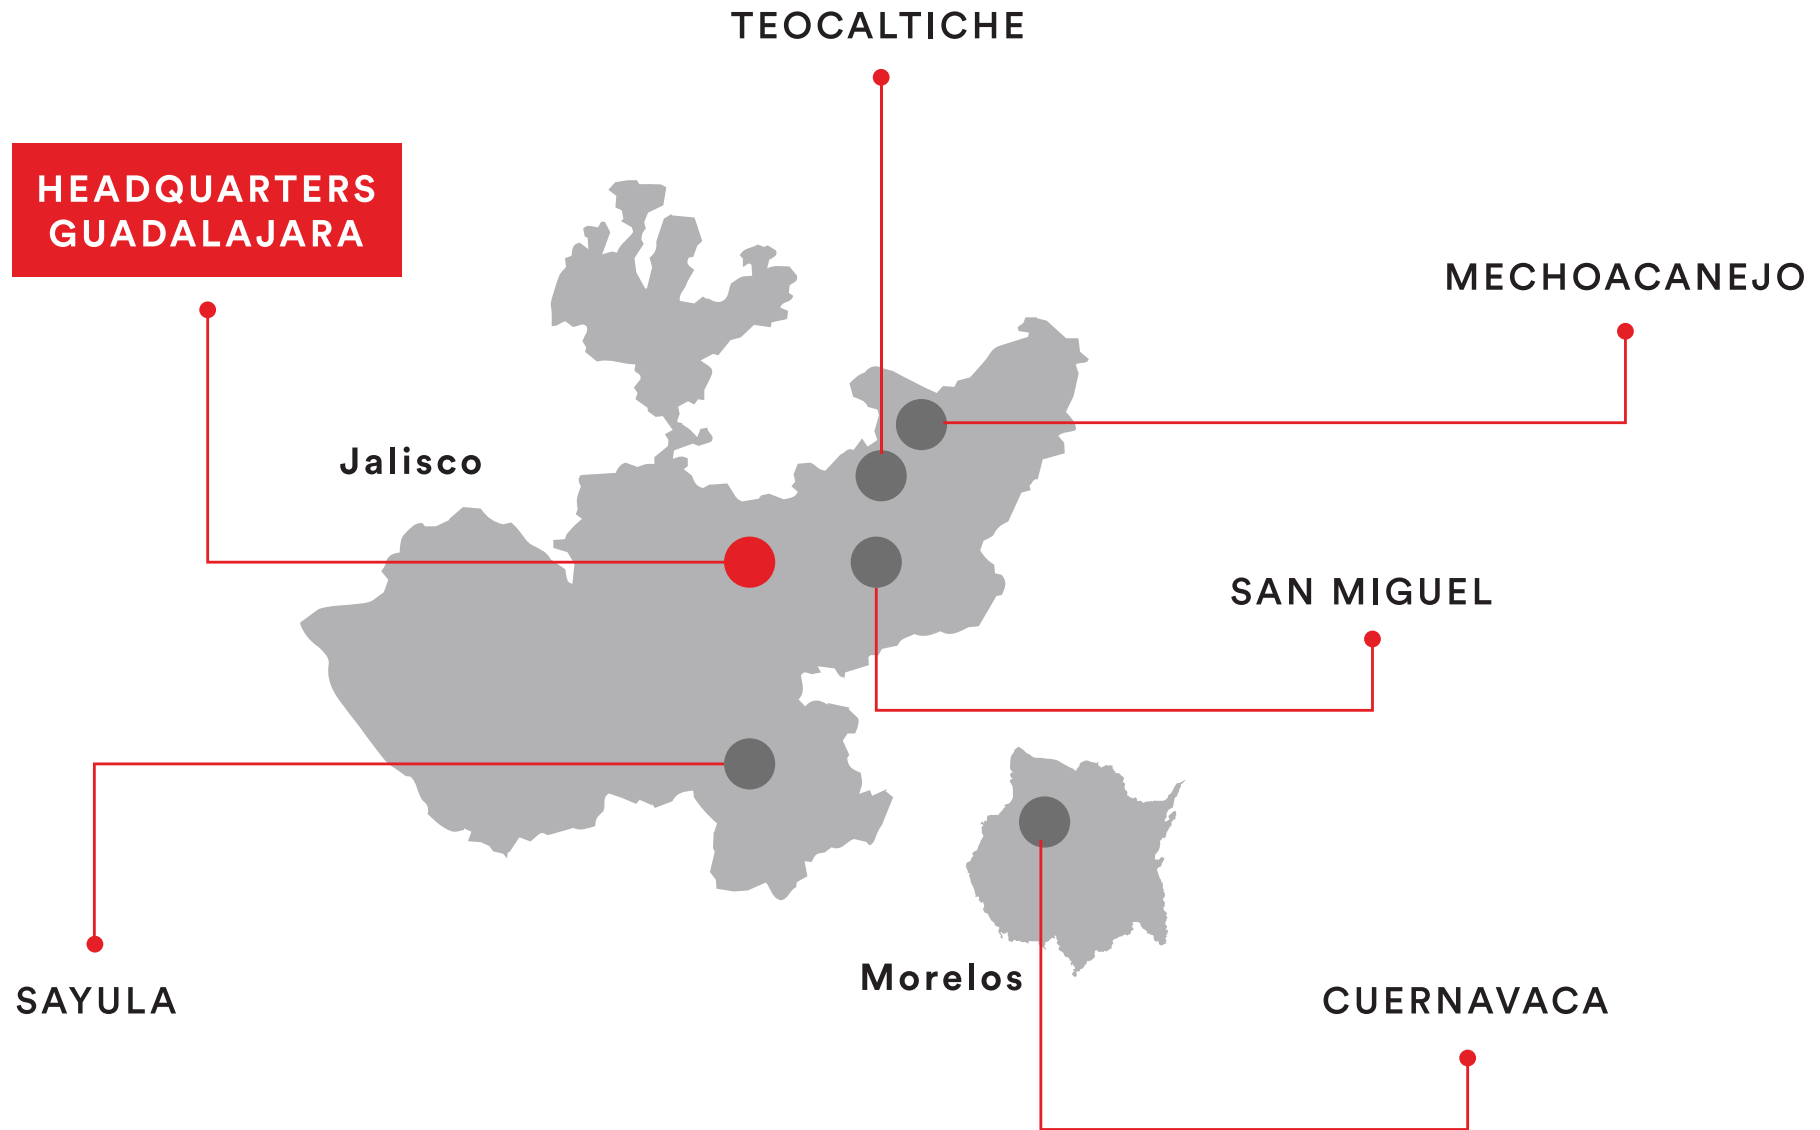 TEOCALTICHE
HEADQUARTERS
GUADALAJARA
MECHOACANEJO
Jalisco
SAN MIGUEL
Morelos
SAYULA
CUERNAVACA